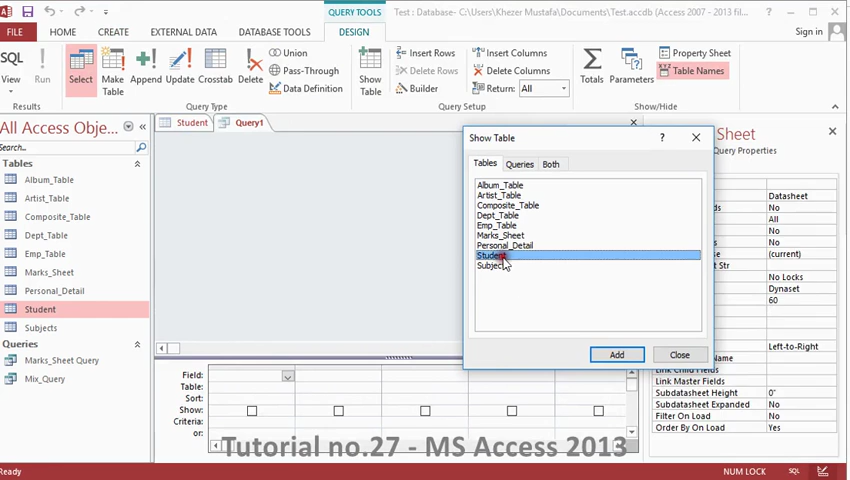 QUERY TOOLS
Test : Database- C:\Users\Khezer Mustafa\Documents\Test.accdb (Access 2007 - 2013 fil...
FILE HOME CREATE EXTERNAL DATA DATABASE TOOLS DESIGN
Sign in
SQL
View
Run
Results
Select
Make Table
Append
Update
Crosstab
Delete
Union
Pass-Through
Data Definition
Query Type
Show Table
Insert Rows
Delete Rows
Builder
Insert Columns
Delete Columns
Return: All
Query Setup
Totals
Parameters
Property Sheet
Table Names
Show/Hide
All Access Obje...
Search...
Tables
Album_Table
Artist_Table
Composite_Table
Dept_Table
Emp_Table
Marks_Sheet
Personal_Detail
Student
Subjects
Queries
Marks_Sheet Query
Mix_Query
Student
Query1
Show Table
Tables Queries Both
Album_Table
Artist_Table
Composite_Table
Dept_Table
Emp_Table
Marks_Sheet
Personal_Detail
Student
Subjects
Add
Close
Sheet
Query Properties
Datasheet
No
All
No
No
(current)
Str
No Locks
Dynaset
60
Left-to-Right
Name
Link Child Fields
Link Master Fields
Subdatasheet Height 0"
Subdatasheet Expanded No
Filter On Load No
Order By On Load Yes
Field:
Table:
Sort:
Show:
Criteria:
or:
Tutorial no.27 - MS Access 2013
Ready
NUM LOCK
SQL